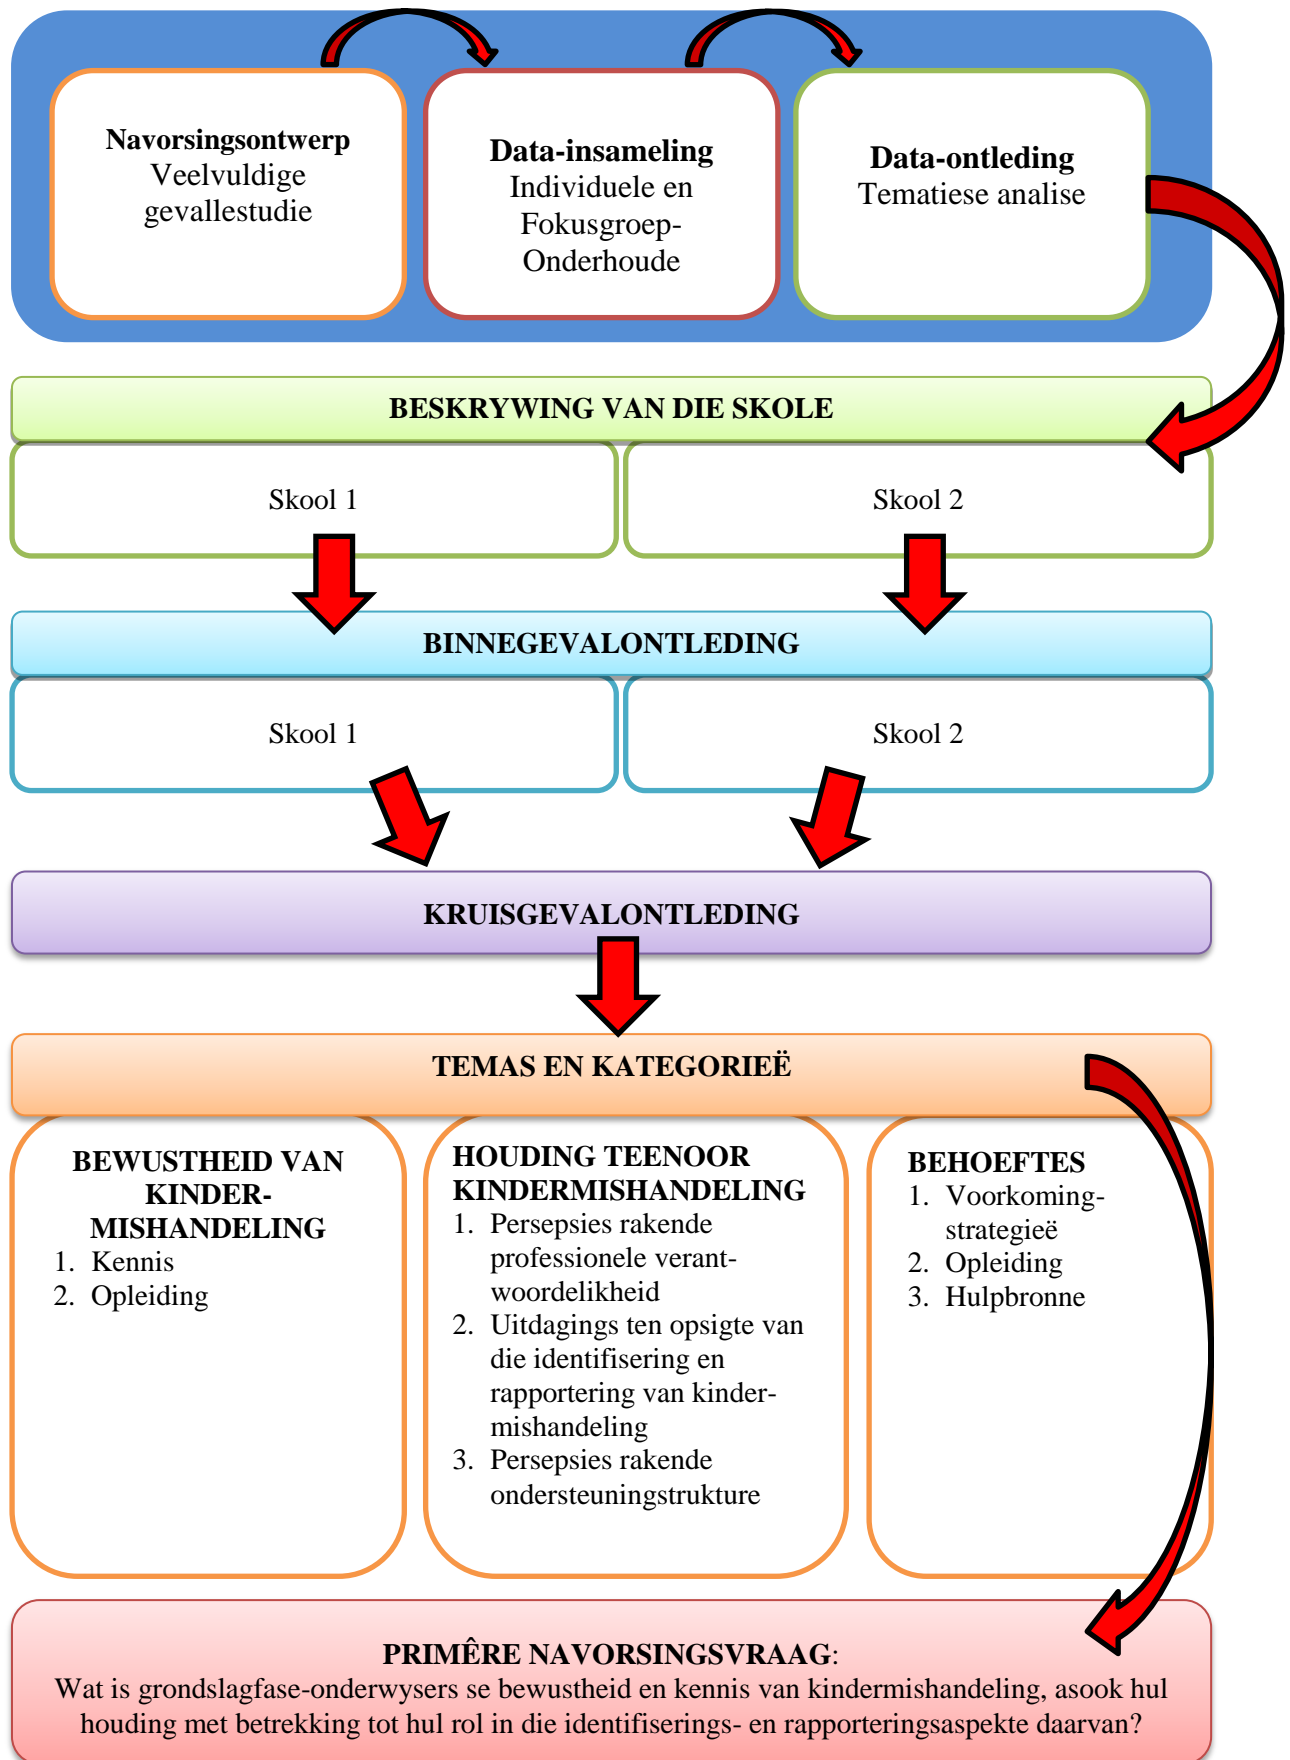 Navorsingsontwerp
Veelvuldige
gevallestudie
Data-insameling
Individuele en
Fokusgroep-
Onderhoude
Data-ontleding
Tematiese analise
BESKRYWING VAN DIE SKOLE
Skool 1
Skool 2
BINNEGEVALONTLEDING
Skool 1
Skool 2
KRUISGEVALONTLEDING
TEMAS EN KATEGORIEË
BEWUSTHEID VAN
KINDER-
MISHANDELING
1. Kennis
2. Opleiding
HOUDING TEENOOR
KINDERMISHANDELING
1. Persepsies rakende
professionele verant-
woordelikheid
2. Uitdagings ten opsigte van
die identifisering en
rapportering van kinder-
mishandeling
3. Persepsies rakende
ondersteuningstrukture
BEHOEFTES
1. Voorkoming-
strategieë
2. Opleiding
3. Hulpbronne
PRIMÊRE NAVORSINGSVRAAG:
Wat is grondslagfase-onderwysers se bewustheid en kennis van kindermishandeling, asook hul
houding met betrekking tot hul rol in die identifiserings- en rapporteringsaspekte daarvan?